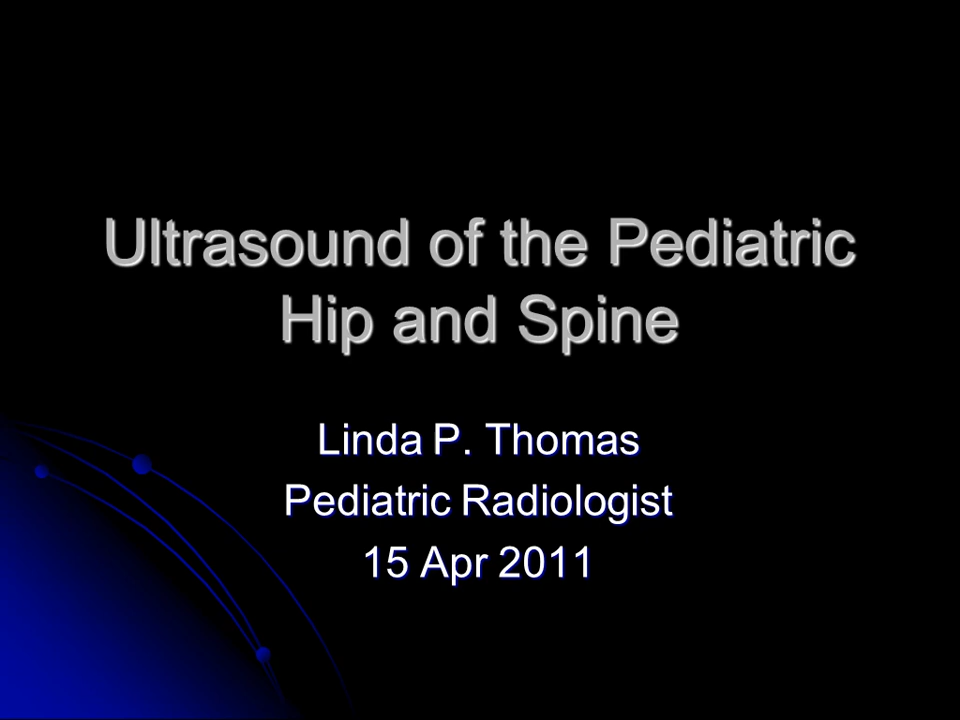 Ultrasound of the Pediatric
Hip and Spine
Linda P. Thomas
Pediatric Radiologist
15 Apr 2011